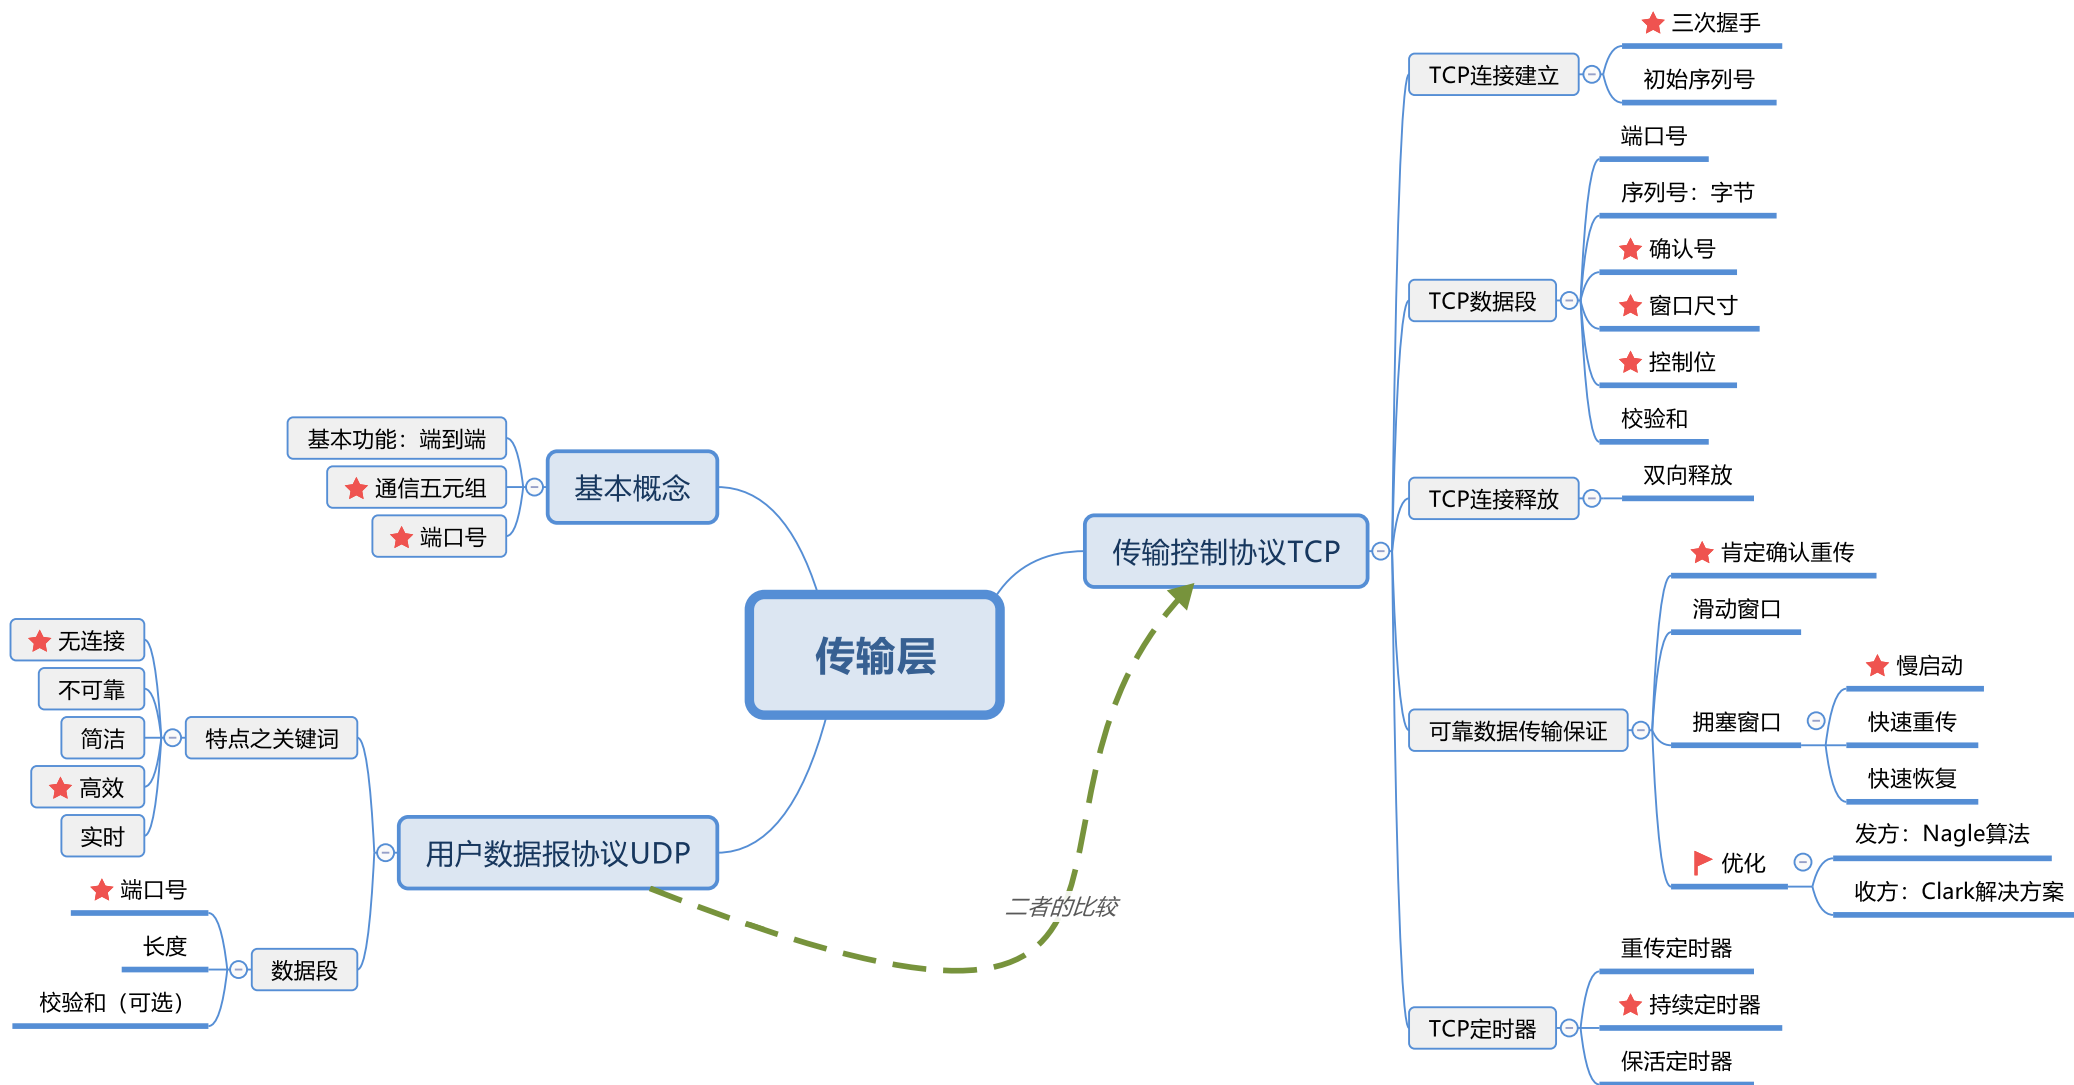 传输层
基本概念
基本功能：端到端
通信五元组
端口号
用户数据报协议UDP
特点之关键词
无连接
不可靠
简洁
高效
实时
数据段
端口号
长度
校验和（可选）
二者的比较
传输控制协议TCP
TCP连接建立
三次握手
初始序列号
TCP数据段
端口号
序列号：字节
确认号
窗口尺寸
控制位
校验和
TCP连接释放
双向释放
可靠数据传输保证
肯定确认重传
滑动窗口
拥塞窗口
慢启动
快速重传
快速恢复
优化
发方：Nagle算法
收方：Clark解决方案
TCP定时器
重传定时器
持续定时器
保活定时器